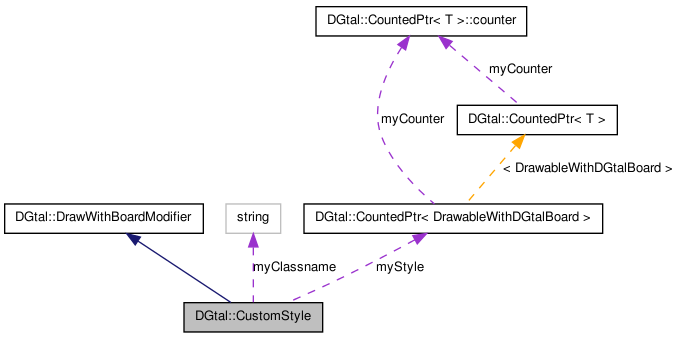 DGtal::CountedPtr< T >::counter
myCounter
DGtal::CountedPtr< T >
myCounter
< DrawableWithDGtalBoard >
DGtal::DrawWithBoardModifier
string
DGtal::CountedPtr< DrawableWithDGtalBoard >
myClassname
myStyle
DGtal::CustomStyle